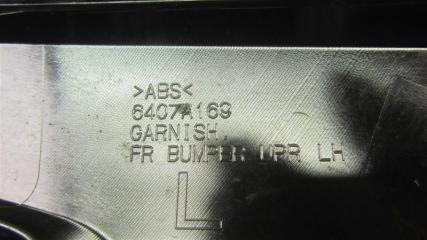 >ABS<
6407A169
GARNISH,
FR BUMPER UPR LH
L